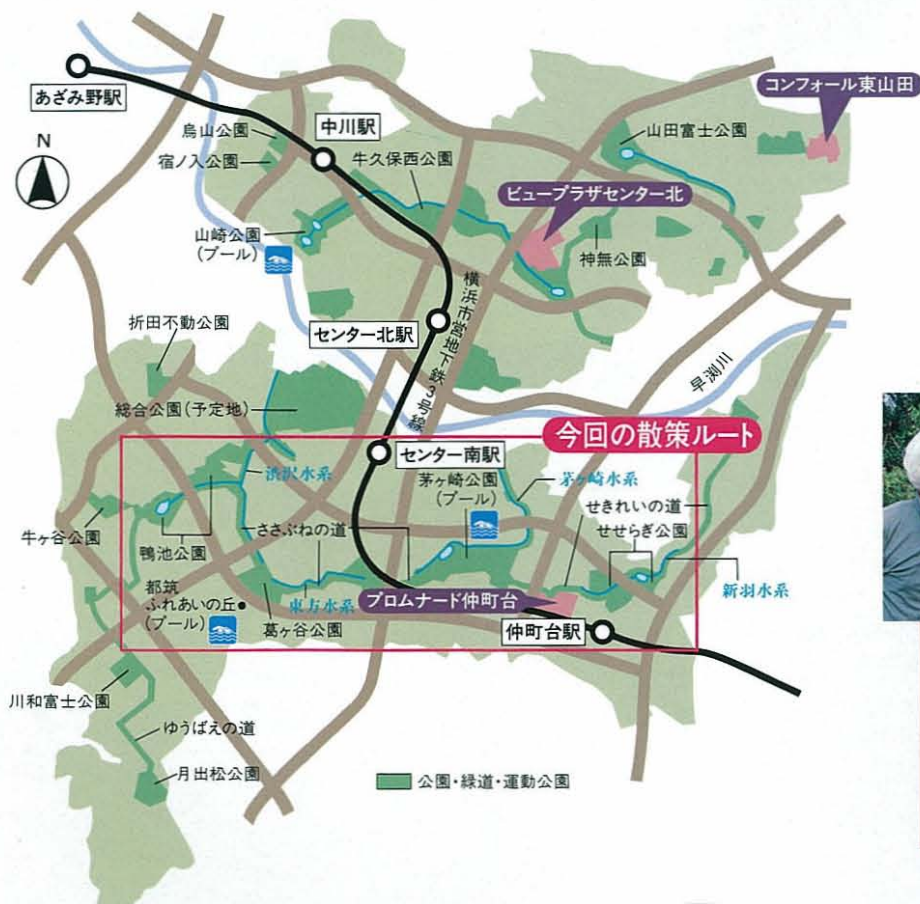 コンフォール東山田
あざみ野駅
烏山公園
中川駅
山田富士公園
宿ノ入公園
牛久保西公園
N
ビュープラザセンター北
山崎公園
(プール)
神無公園
横浜市営地下鉄3号線
センター北駅
折田不動公園
早渕川
総合公園(予定地)
今回の散策ルート
センター南駅
渋沢水系
茅ヶ崎公園
(プール)
茅ヶ崎水系
せきれいの道
牛ヶ谷公園
ささぶねの道
せせらぎ公園
鴨池公園
都筑
ふれあいの丘
(プール)
東方水系
プロムナード仲町台
新羽水系
葛ヶ谷公園
仲町台駅
川和富士公園
ゆうばえの道
月出松公園
公園・緑道・運動公園